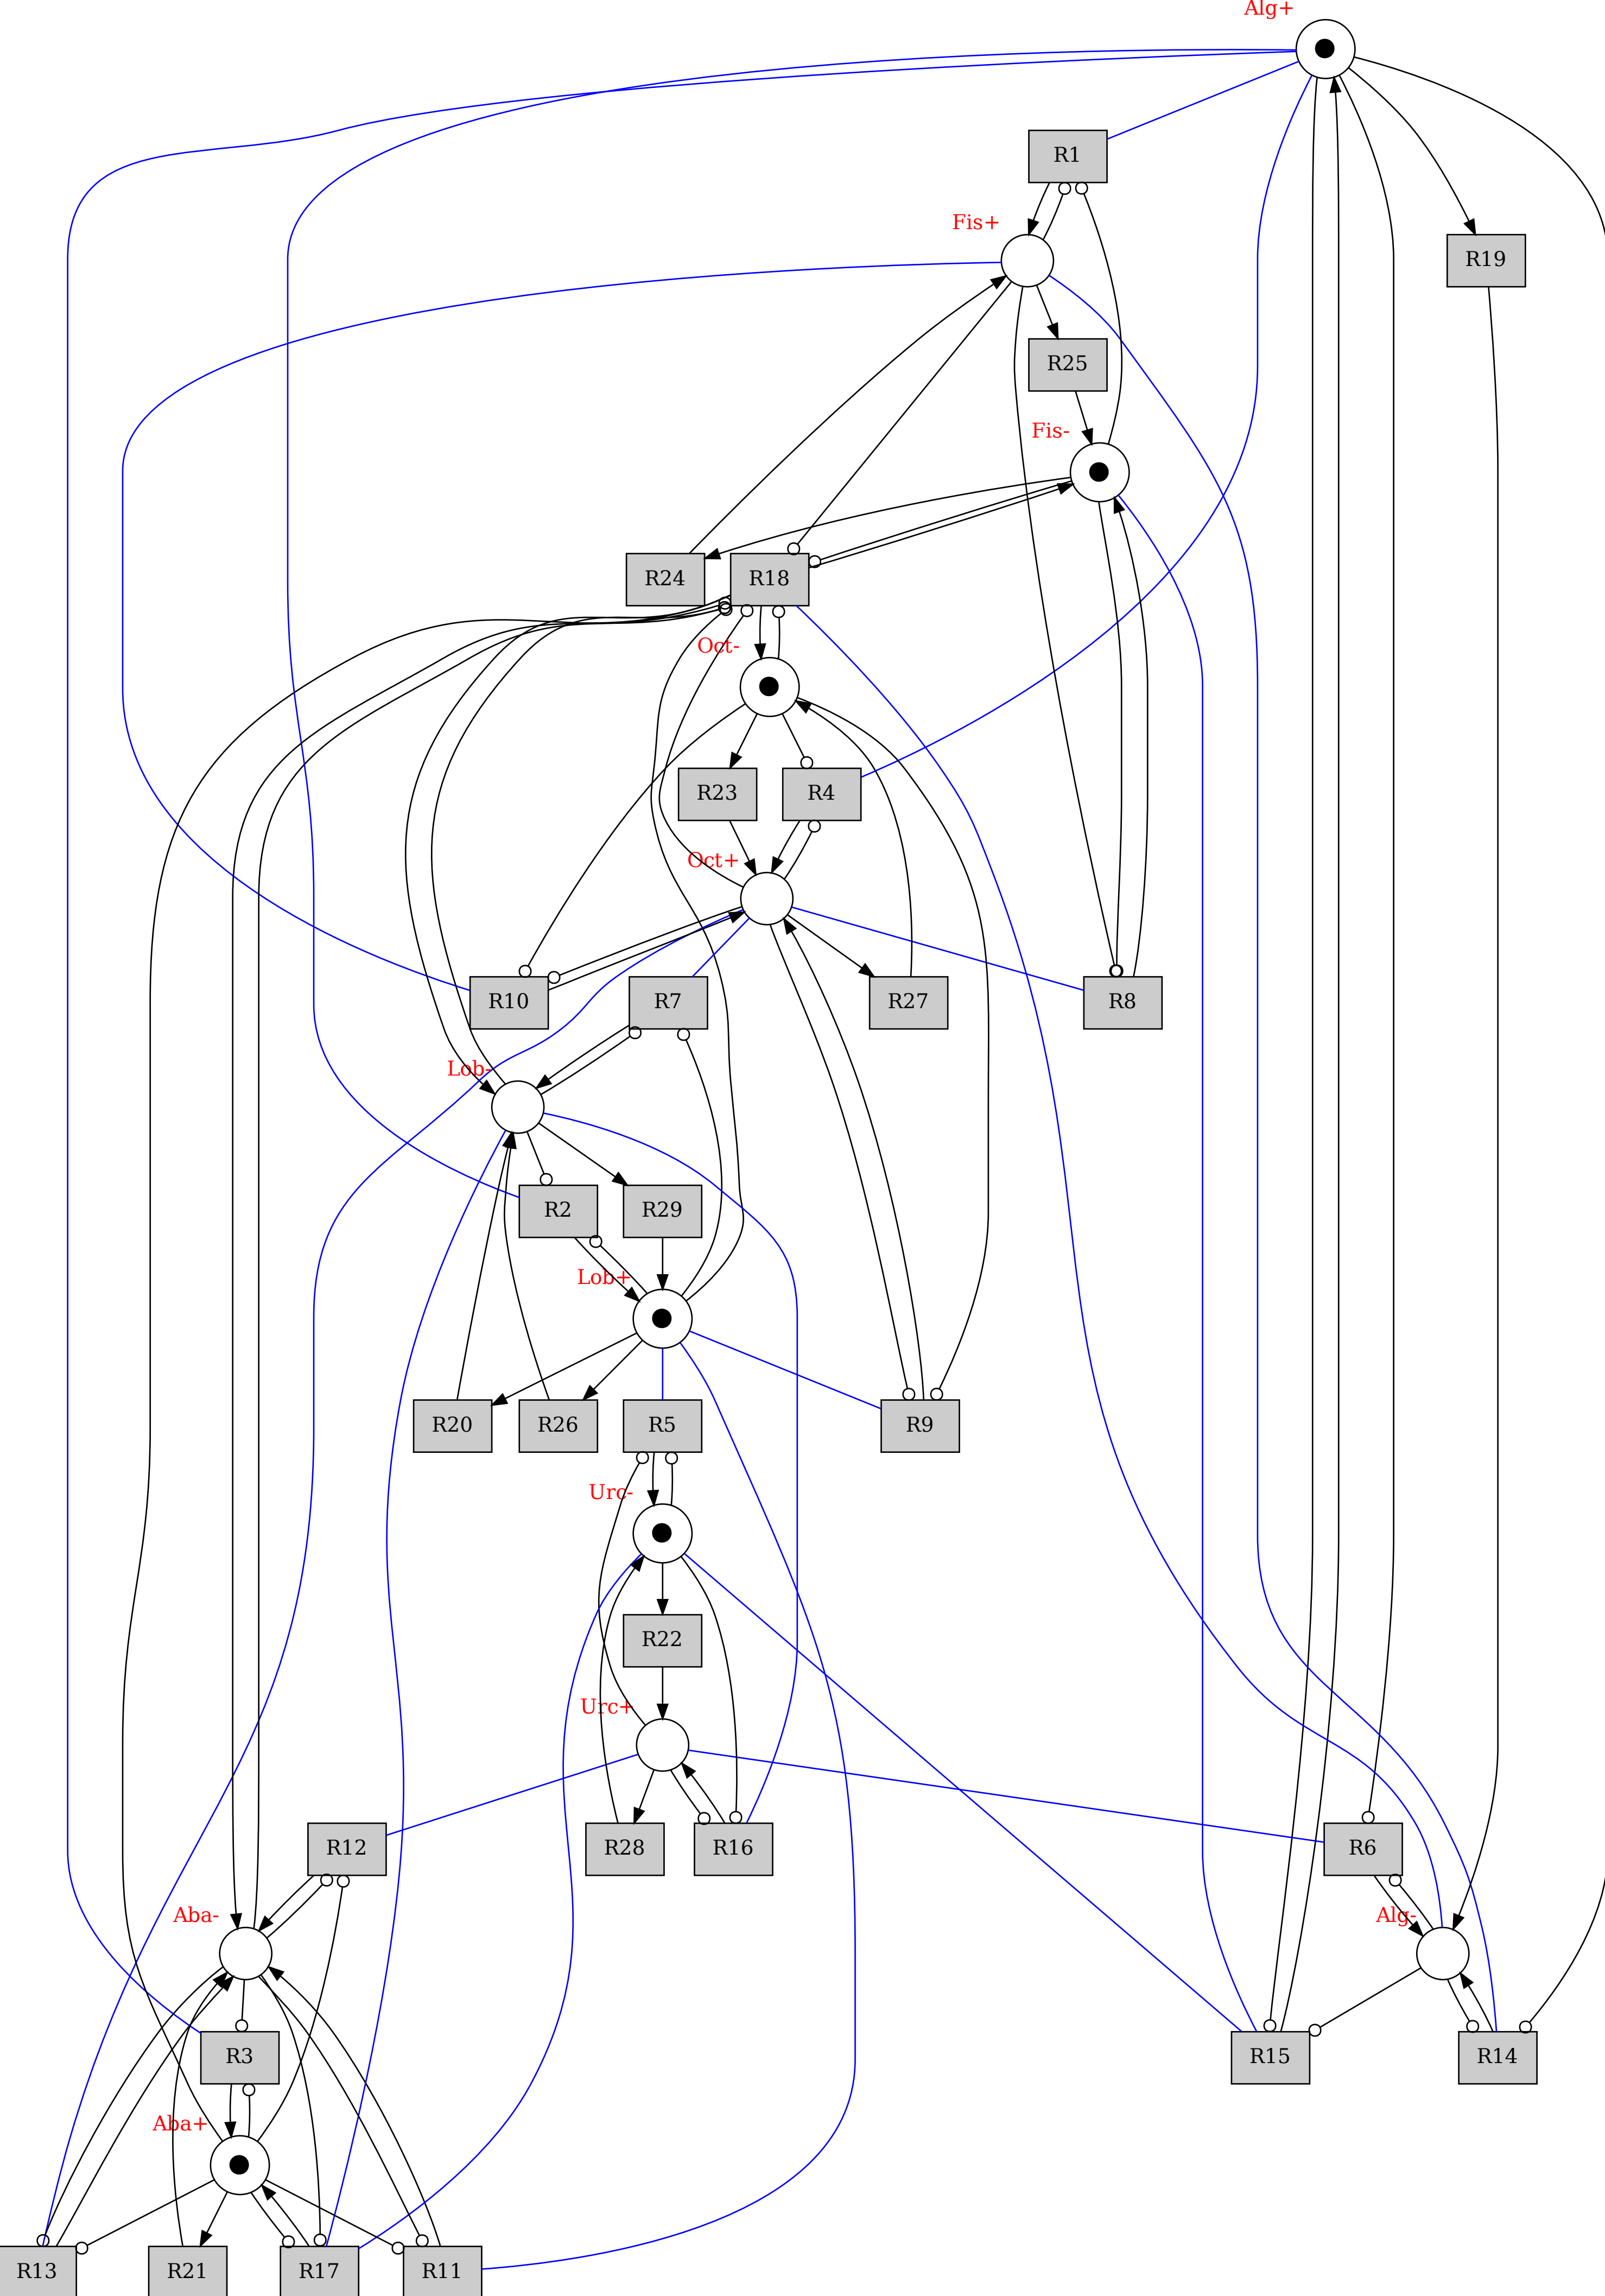 Alg+
R1
Fis+
R19
R25
Fis-
R24
R18
Oct-
R23
R4
Oct+
R10
R7
R27
R8
Lob-
R2
R29
Lob+
R20
R26
R5
R9
Urc-
R22
Urc+
R12
R28
R16
R6
Aba-
Alg-
R3
R15
R14
Aba+
R13
R21
R17
R11